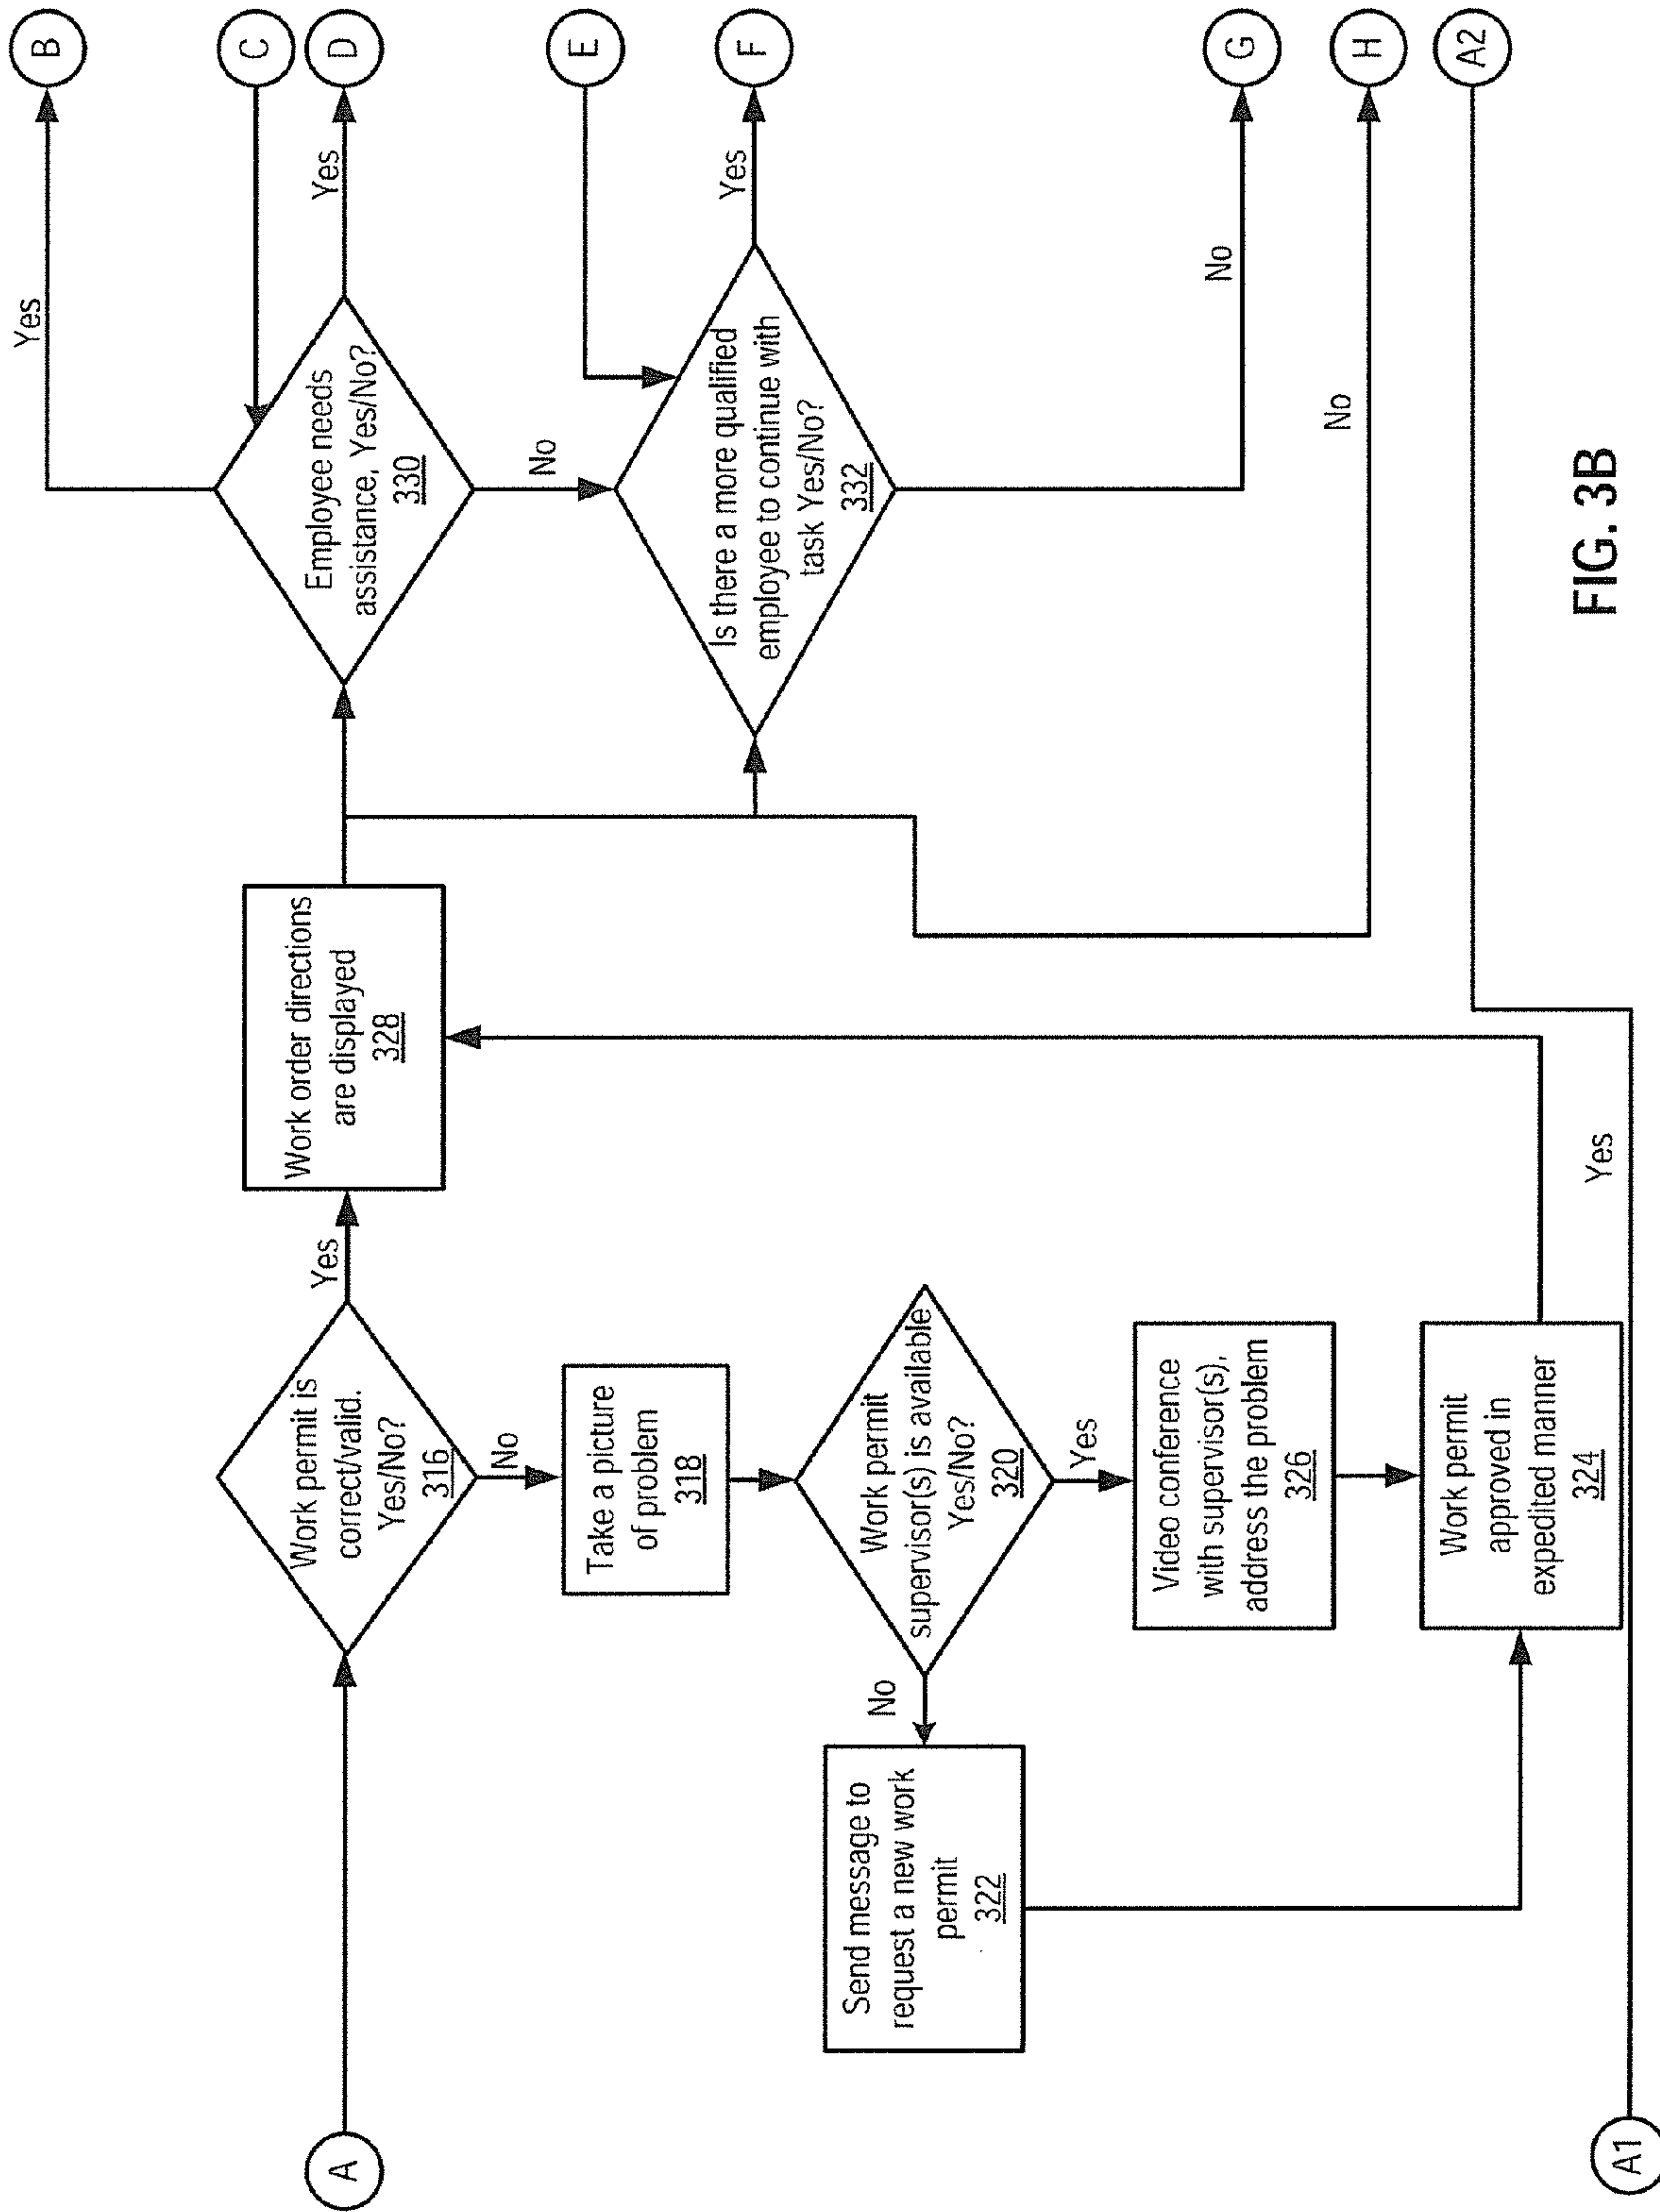 A
Work permit is
correct/valid.
Yes/No?
316
Yes
No
Take a picture
of problem
318
Work permit
supervisor(s) is available
Yes/No?
320
No
Yes
Send message to
request a new work
permit
322
Video conference
with supervisor(s),
address the problem
326
Work permit
approved in
expedited manner
324
Work order directions
are displayed
328
Employee needs
assistance, Yes/No?
330
Yes
Yes
No
Is there a more qualified
employee to continue with
task Yes/No?
332
Yes
No
No
B
C
D
E
F
G
H
A2
A1
Yes
FIG. 3B